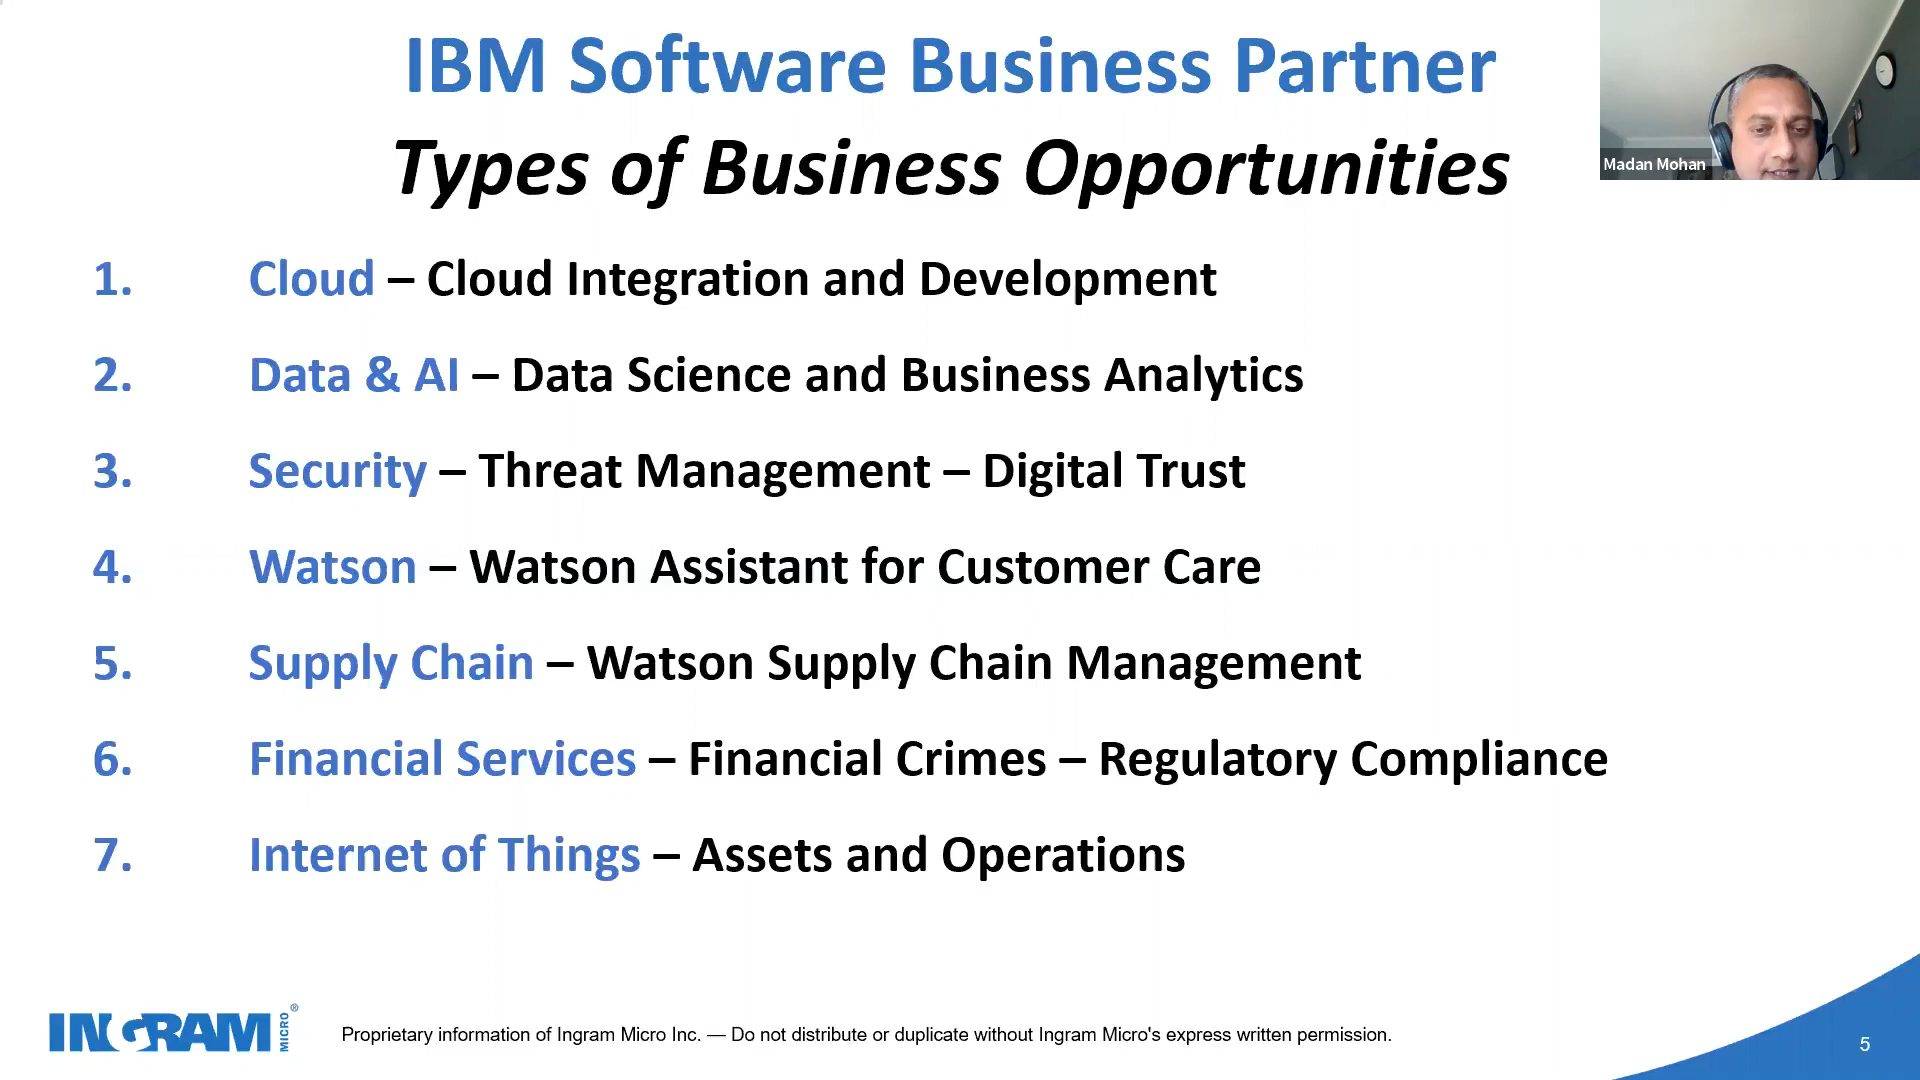 IBM Software Business Partner
Types of Business Opportunities
Madan Mohan
1. Cloud – Cloud Integration and Development
2. Data & AI – Data Science and Business Analytics
3. Security – Threat Management – Digital Trust
4. Watson – Watson Assistant for Customer Care
5. Supply Chain – Watson Supply Chain Management
6. Financial Services – Financial Crimes – Regulatory Compliance
7. Internet of Things – Assets and Operations
INGRAM MICRO ®
Proprietary information of Ingram Micro Inc. — Do not distribute or duplicate without Ingram Micro's express written permission.
5